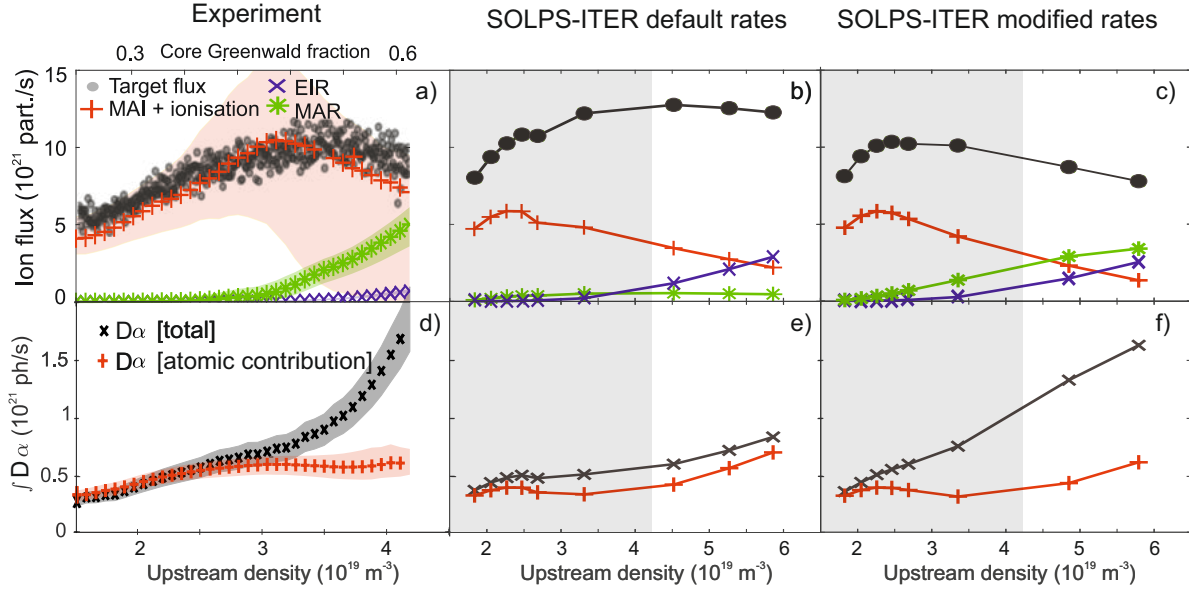 Experiment
SOLPS-ITER default rates
SOLPS-ITER modified rates
0.3 Core Greenwald fraction 0.6
15
10
5
0
Ion flux (10²¹ part./s)
Target flux
MAI + ionisation
EIR
MAR
a)
b)
c)
1.5
1
0.5
0
∫Dα (10²¹ ph/s)
Dα [total]
Dα [atomic contribution]
d)
e)
f)
2 3 4
2 3 4 5 6
2 3 4 5 6
Upstream density (10¹⁹ m⁻³)
Upstream density (10¹⁹ m⁻³)
Upstream density (10¹⁹ m⁻³)